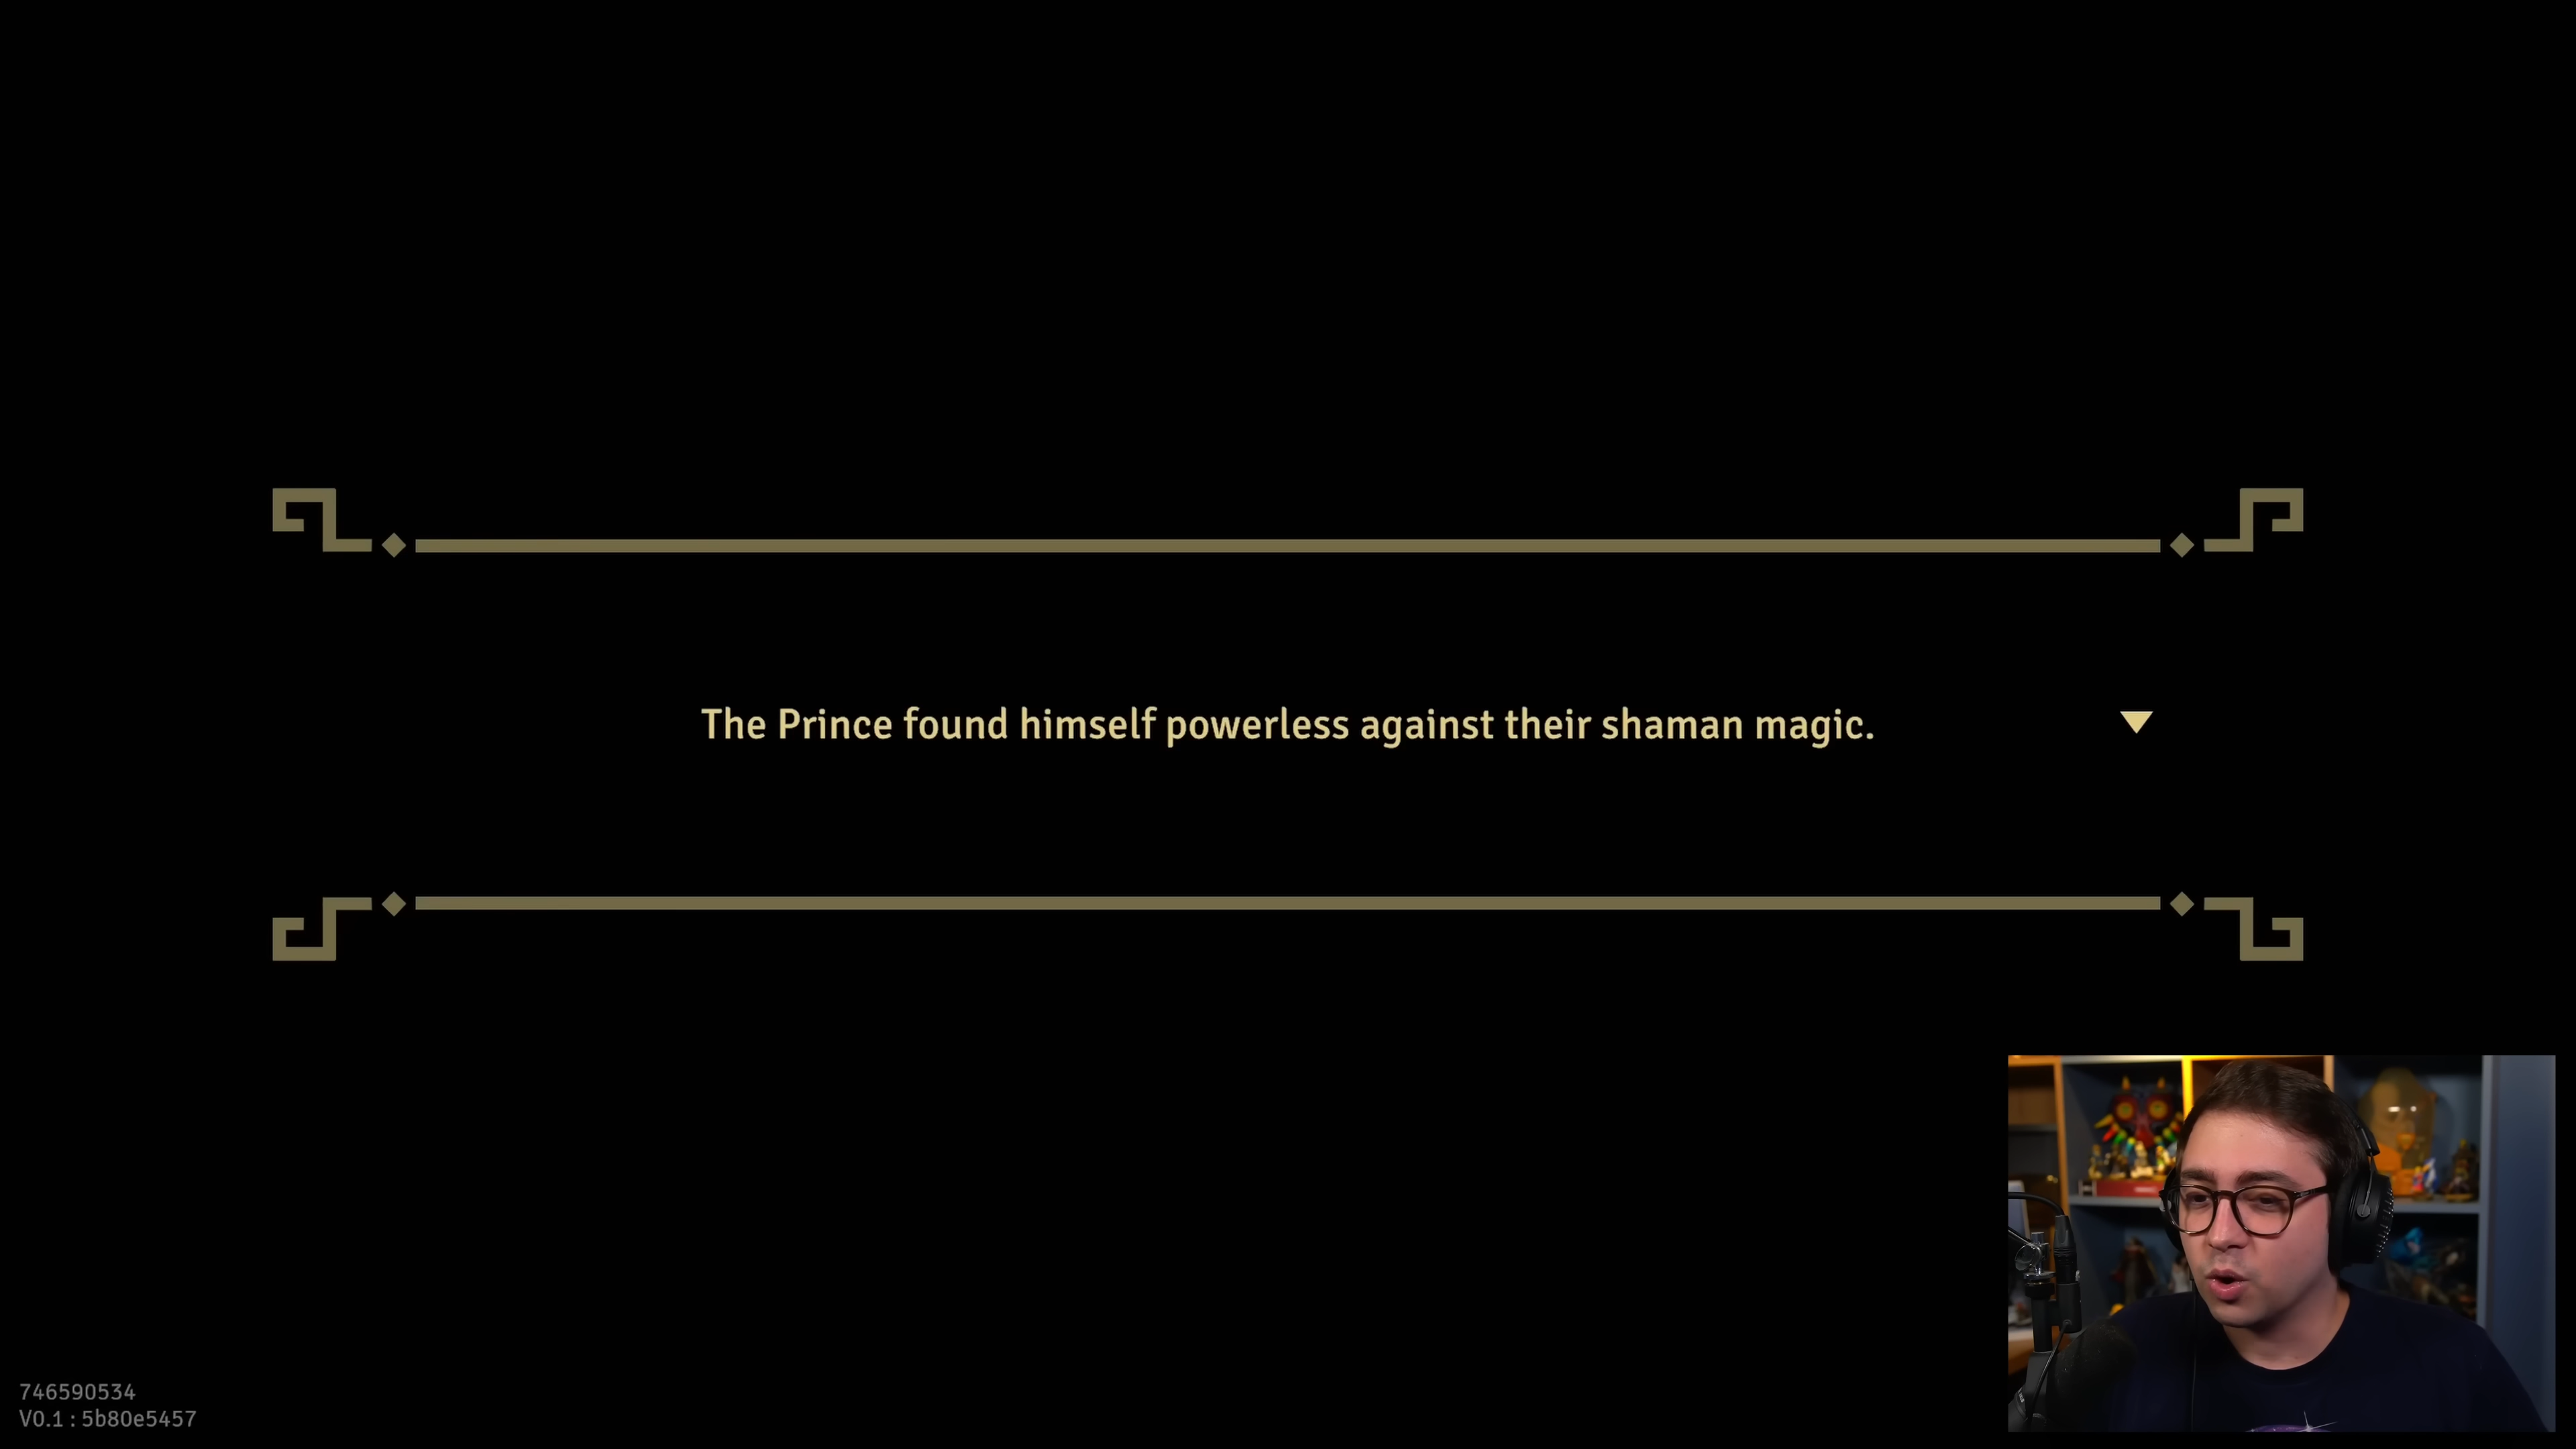 The Prince found himself powerless against their shaman magic.
746590534
V0.1 : 5b80e5457